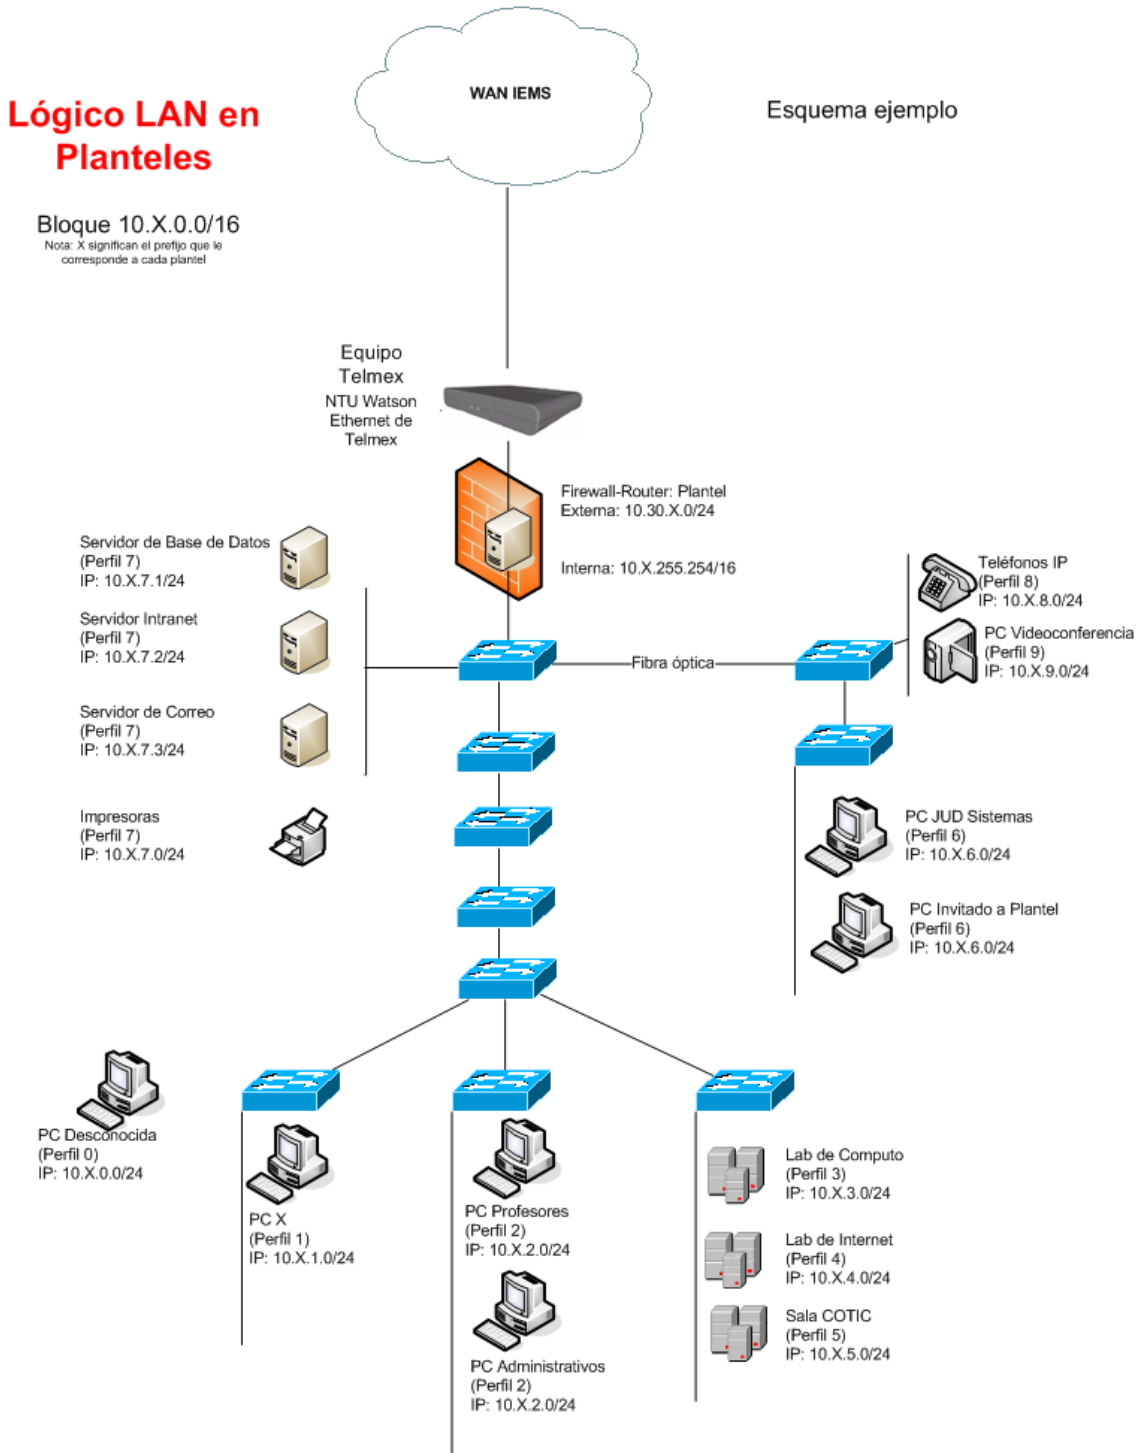 WAN IEMS
Lógico LAN en
Planteles
Esquema ejemplo
Bloque 10.X.0.0/16
Nota: X significan el prefijo que le
corresponde a cada plantel
Equipo
Telmex
NTU Watson
Ethernet de
Telmex
Firewall-Router: Plantel
Externa: 10.30.X.0/24
Interna: 10.X.255.254/16
Servidor de Base de Datos
(Perfil 7)
IP: 10.X.7.1/24
Servidor Intranet
(Perfil 7)
IP: 10.X.7.2/24
Servidor de Correo
(Perfil 7)
IP: 10.X.7.3/24
Impresoras
(Perfil 7)
IP: 10.X.7.0/24
Fibra óptica
Teléfonos IP
(Perfil 8)
IP: 10.X.8.0/24
PC Videoconferencia
(Perfil 9)
IP: 10.X.9.0/24
PC JUD Sistemas
(Perfil 6)
IP: 10.X.6.0/24
PC Invitado a Plantel
(Perfil 6)
IP: 10.X.6.0/24
PC Desconocida
(Perfil 0)
IP: 10.X.0.0/24
PC X
(Perfil 1)
IP: 10.X.1.0/24
PC Profesores
(Perfil 2)
IP: 10.X.2.0/24
PC Administrativos
(Perfil 2)
IP: 10.X.2.0/24
Lab de Computo
(Perfil 3)
IP: 10.X.3.0/24
Lab de Internet
(Perfil 4)
IP: 10.X.4.0/24
Sala COTIC
(Perfil 5)
IP: 10.X.5.0/24